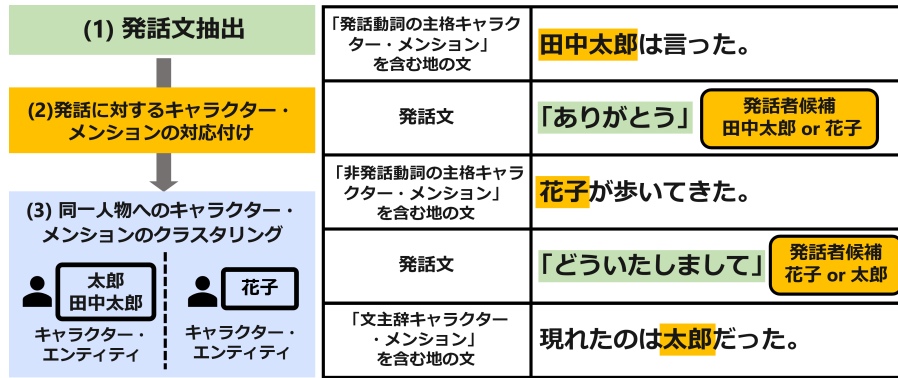 (1) 発話文抽出
(2)発話に対するキャラクター・
メンションの対応付け
(3) 同一人物へのキャラクター・
メンションのクラスタリング
太郎
田中太郎
キャラクター・
エンティティ
花子
キャラクター・
エンティティ
「発話動詞の主格キャラク
ター・メンション」
を含む地の文
田中太郎は言った。
発話文
「ありがとう」
発話者候補
田中太郎 or 花子
「非発話動詞の主格キャラ
クター・メンション」
を含む地の文
花子が歩いてきた。
発話文
「どういたしまして」
発話者候補
花子 or 太郎
「文主辞キャラクター
・メンション」
を含む地の文
現れたのは太郎だった。